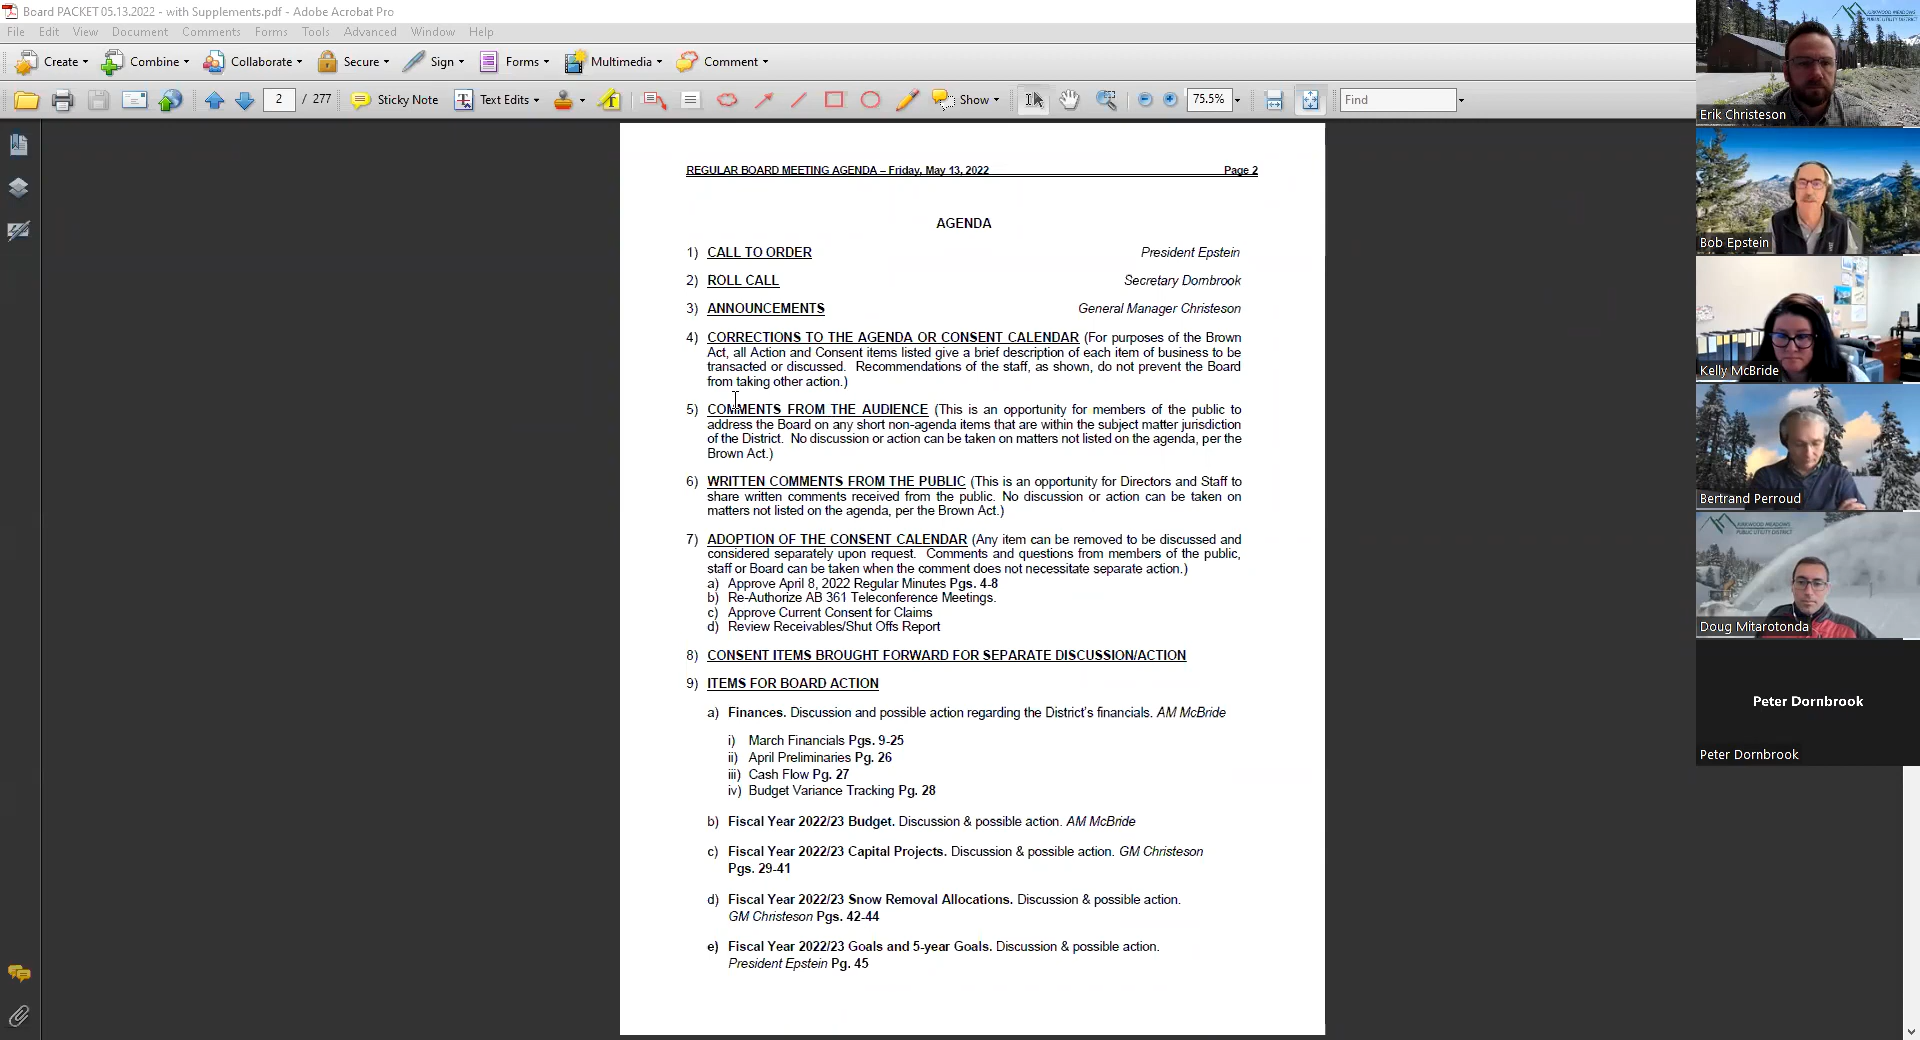 Board PACKET 05.13.2022 - with Supplements.pdf - Adobe Acrobat Pro
File Edit View Document Comments Forms Tools Advanced Window Help
Create Combine Collaborate Secure Sign Forms Multimedia Comment
2 / 277 Sticky Note Text Edits Show 75.5% Find
REGULAR BOARD MEETING AGENDA – Friday, May 13, 2022 Page 2
AGENDA
1) CALL TO ORDER President Epstein
2) ROLL CALL Secretary Dornbrook
3) ANNOUNCEMENTS General Manager Christeson
4) CORRECTIONS TO THE AGENDA OR CONSENT CALENDAR (For purposes of the Brown
Act, all Action and Consent items listed give a brief description of each item of business to be
transacted or discussed. Recommendations of the staff, as shown, do not prevent the Board
from taking other action.)
5) COMMENTS FROM THE AUDIENCE (This is an opportunity for members of the public to
address the Board on any short non-agenda items that are within the subject matter jurisdiction
of the District. No discussion or action can be taken on matters not listed on the agenda, per the
Brown Act.)
6) WRITTEN COMMENTS FROM THE PUBLIC (This is an opportunity for Directors and Staff to
share written comments received from the public. No discussion or action can be taken on
matters not listed on the agenda, per the Brown Act.)
7) ADOPTION OF THE CONSENT CALENDAR (Any item can be removed to be discussed and
considered separately upon request. Comments and questions from members of the public,
staff or Board can be taken when the comment does not necessitate separate action.)
a) Approve April 8, 2022 Regular Minutes Pgs. 4-8
b) Re-Authorize AB 361 Teleconference Meetings.
c) Approve Current Consent for Claims
d) Review Receivables/Shut Offs Report
8) CONSENT ITEMS BROUGHT FORWARD FOR SEPARATE DISCUSSION/ACTION
9) ITEMS FOR BOARD ACTION
a) Finances. Discussion and possible action regarding the District's financials. AM McBride
i) March Financials Pgs. 9-25
ii) April Preliminaries Pg. 26
iii) Cash Flow Pg. 27
iv) Budget Variance Tracking Pg. 28
b) Fiscal Year 2022/23 Budget. Discussion & possible action. AM McBride
c) Fiscal Year 2022/23 Capital Projects. Discussion & possible action. GM Christeson
Pgs. 29-41
d) Fiscal Year 2022/23 Snow Removal Allocations. Discussion & possible action.
GM Christeson Pgs. 42-44
e) Fiscal Year 2022/23 Goals and 5-year Goals. Discussion & possible action.
President Epstein Pg. 45
KIRKWOOD MEADOWS
PUBLIC UTILITY DISTRICT
Erik Christeson
Bob Epstein
Kelly McBride
Bertrand Perroud
KIRKWOOD MEADOWS
PUBLIC UTILITY DISTRICT
Doug Mitarotonda
Peter Dornbrook
Peter Dornbrook